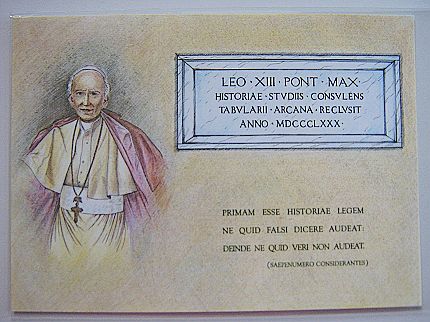 LEO · XIII · PONT · MAX ·
HISTORIAE · STVDIIS · CONSVLENS
TABVLARII · ARCANA · RECLVSIT
ANNO · MDCCCLXXX ·
PRIMAM ESSE HISTORIAE LEGEM
NE QUID FALSI DICERE AUDEAT:
DEINDE NE QUID VERI NON AUDEAT.
(SAEPENUMERO CONSIDERANTES)